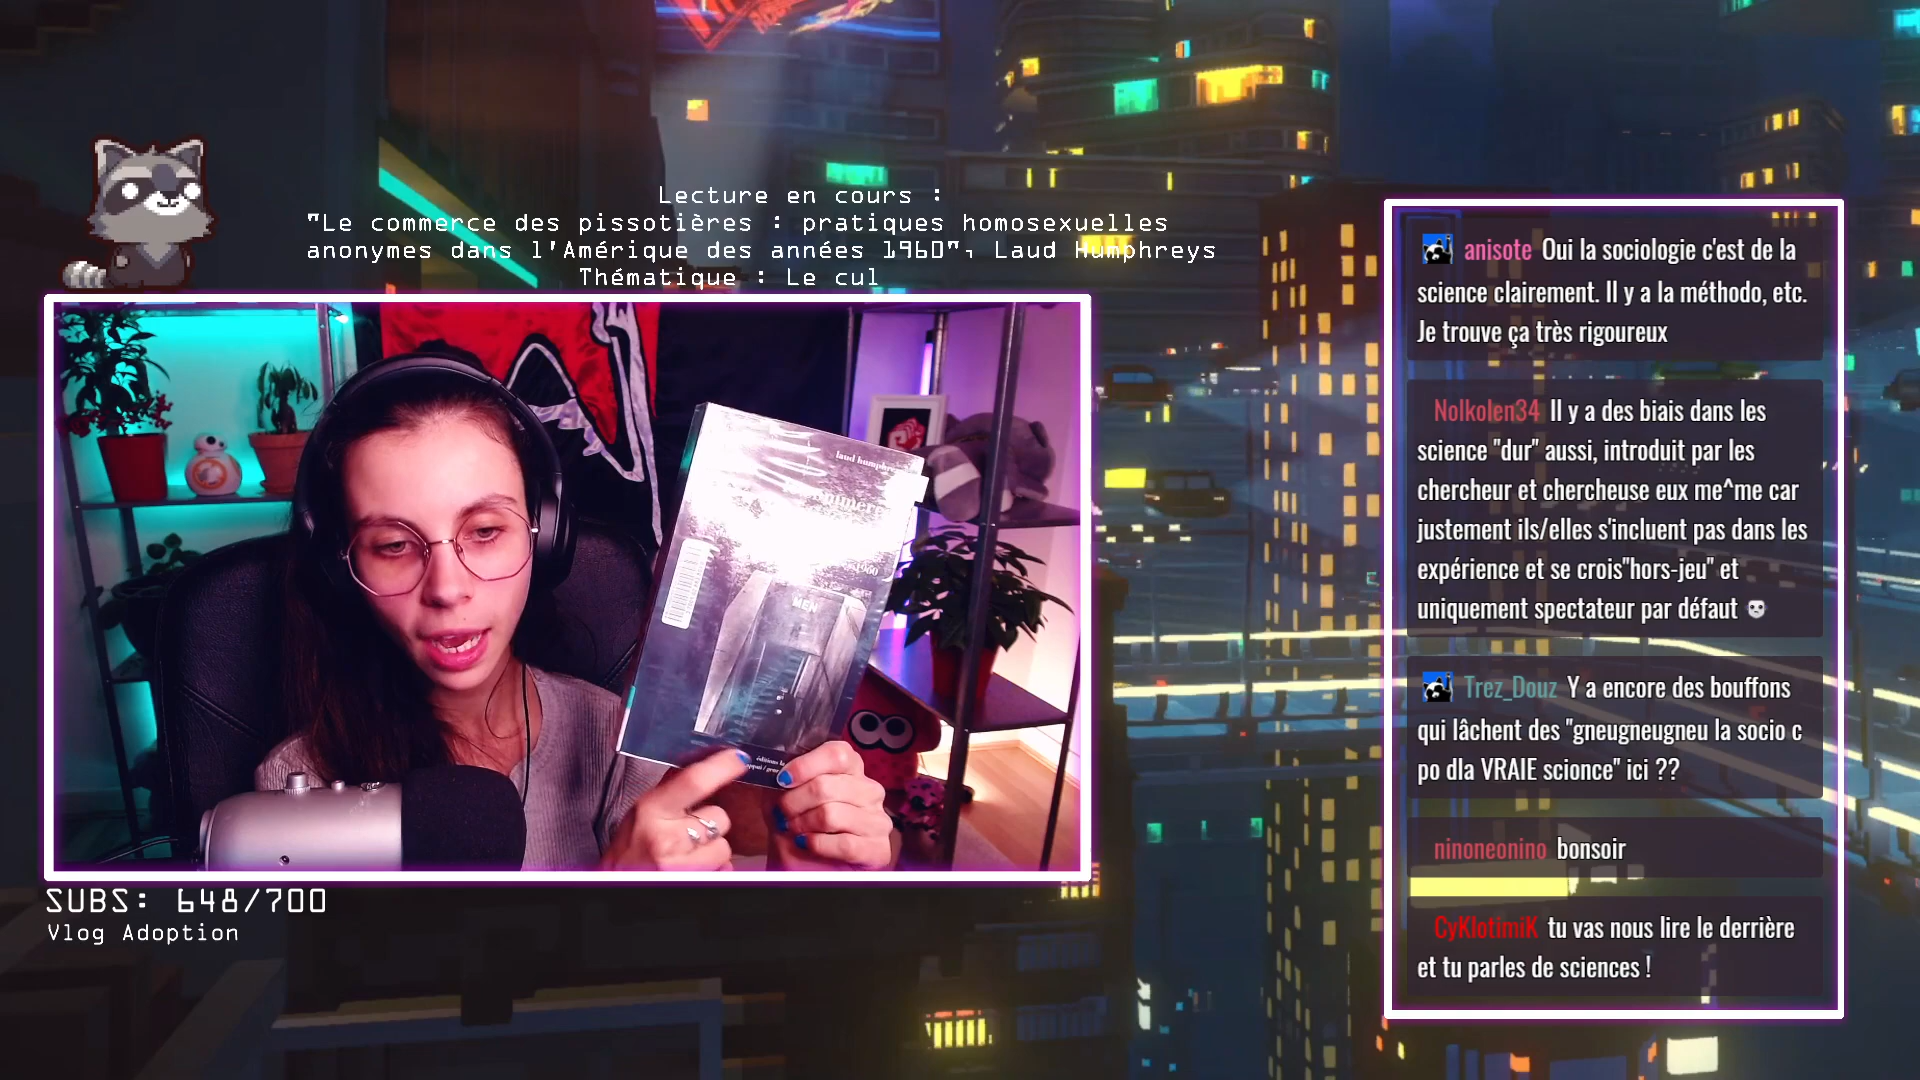 Lecture en cours :
"Le commerce des pissotières : pratiques homosexuelles
anonymes dans l'Amérique des années 1960", Laud Humphreys
Thématique : Le cul
laud humphre
1960
MEN
SUBS: 648/700
Vlog Adoption
anisote Oui la sociologie c'est de la
science clairement. Il y a la méthodo, etc.
Je trouve ça très rigoureux
Nolkolen34 Il y a des biais dans les
science "dur" aussi, introduit par les
chercheur et chercheuse eux me^me car
justement ils/elles s'incluent pas dans les
expérience et se crois"hors-jeu" et
uniquement spectateur par défaut
Trez_Douz Y a encore des bouffons
qui lâchent des "gneugneugneu la socio c
po dla VRAIE scionce" ici ??
ninoneonino bonsoir
CyKlotimiK tu vas nous lire le derrière
et tu parles de sciences !